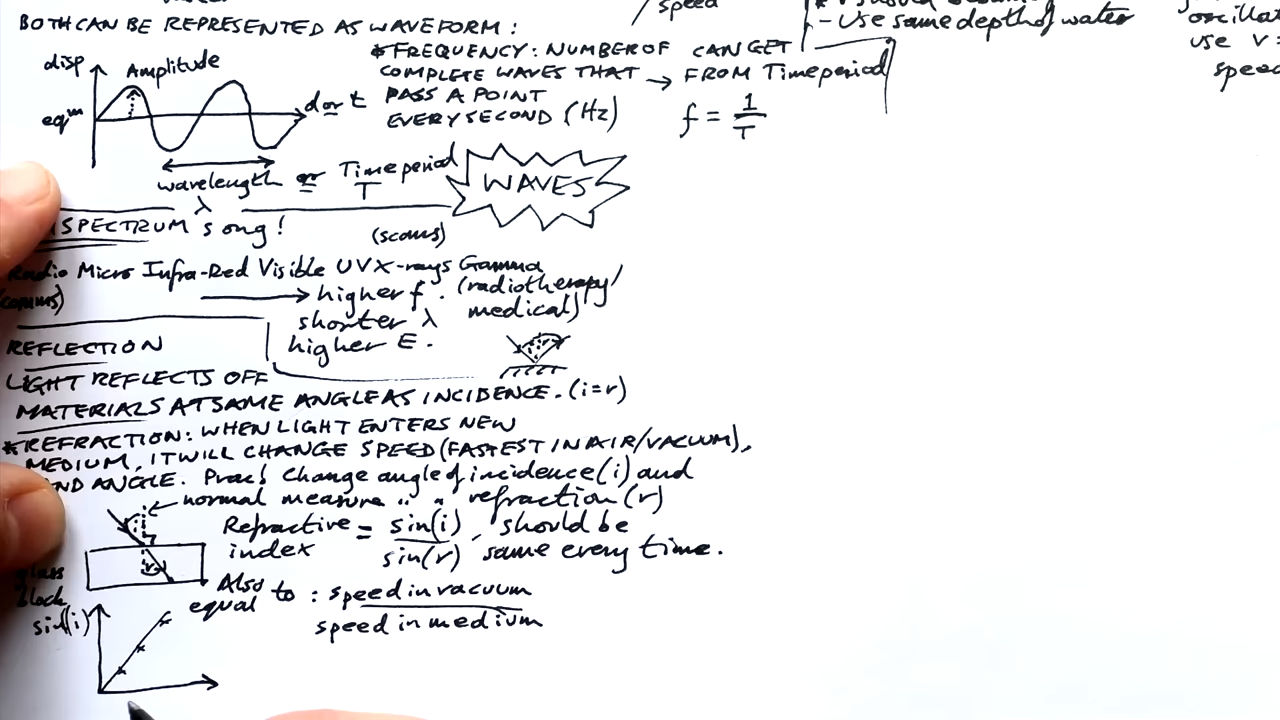 BOTH CAN BE REPRESENTED AS WAVEFORM:
disp
Amplitude
eqm
d or t
wavelength or Time period
λ
T
*FREQUENCY: NUMBER OF
COMPLETE WAVES THAT →
PASS A POINT
EVERY SECOND (Hz)
CAN GET
FROM Time period
f = 1/T
speed
- Use same depth of water
use v =
speed
WAVES
SPECTRUM song!
(scans)
Radio Micro Infra-Red Visible UV X-rays Gamma
(comms)
→ higher f.
shorter λ
higher E.
(radiotherapy/
medical)
REFLECTION
LIGHT REFLECTS OFF
MATERIALS AT SAME ANGLE AS INCIDENCE. (i=r)
*REFRACTION: WHEN LIGHT ENTERS NEW
MEDIUM, IT WILL CHANGE SPEED (FASTEST IN AIR/VACUUM),
AND ANGLE. Prac! Change angle of incidence (i) and
normal measure " " refraction (r)
Refractive index = sin(i)/sin(r), should be
same every time.
r
glass
block
Also
equal to : speed in vacuum
speed in medium
sin(i)